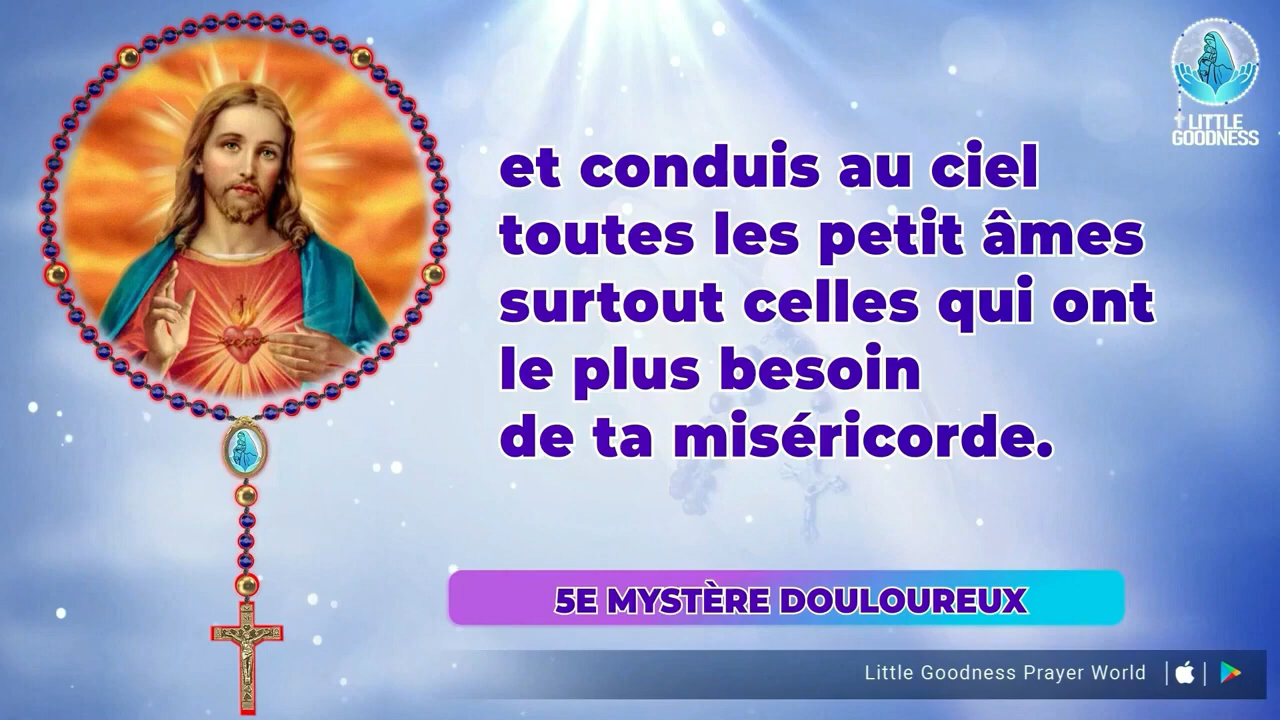 LITTLE
GOODNESS
et conduis au ciel
toutes les petit âmes
surtout celles qui ont
le plus besoin
de ta miséricorde.
5E MYSTÈRE DOULOUREUX
Little Goodness Prayer World